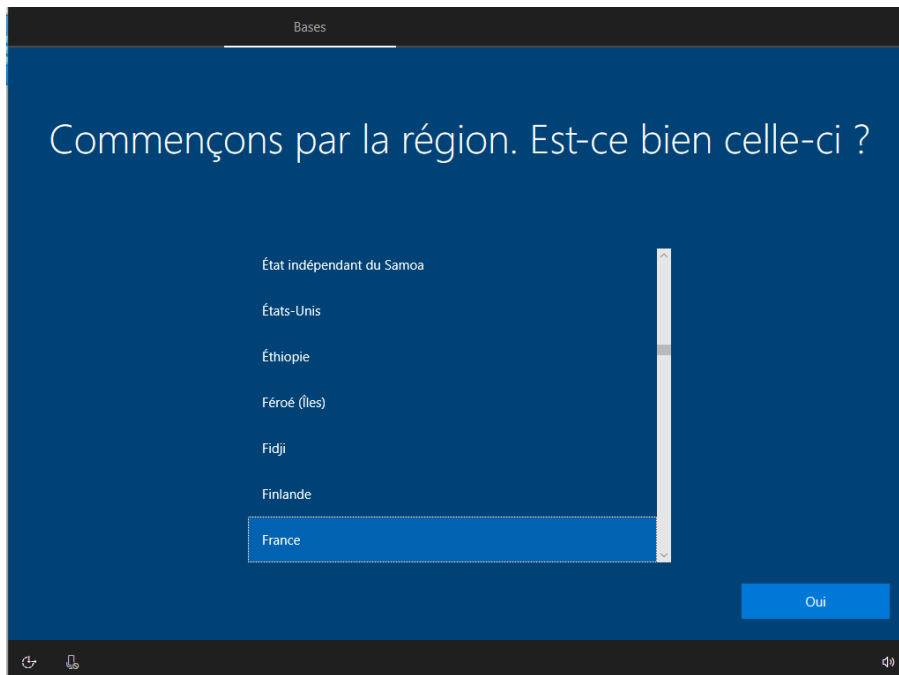 Bases
Commençons par la région. Est-ce bien celle-ci ?
État indépendant du Samoa
États-Unis
Éthiopie
Féroé (Îles)
Fidji
Finlande
France
Oui